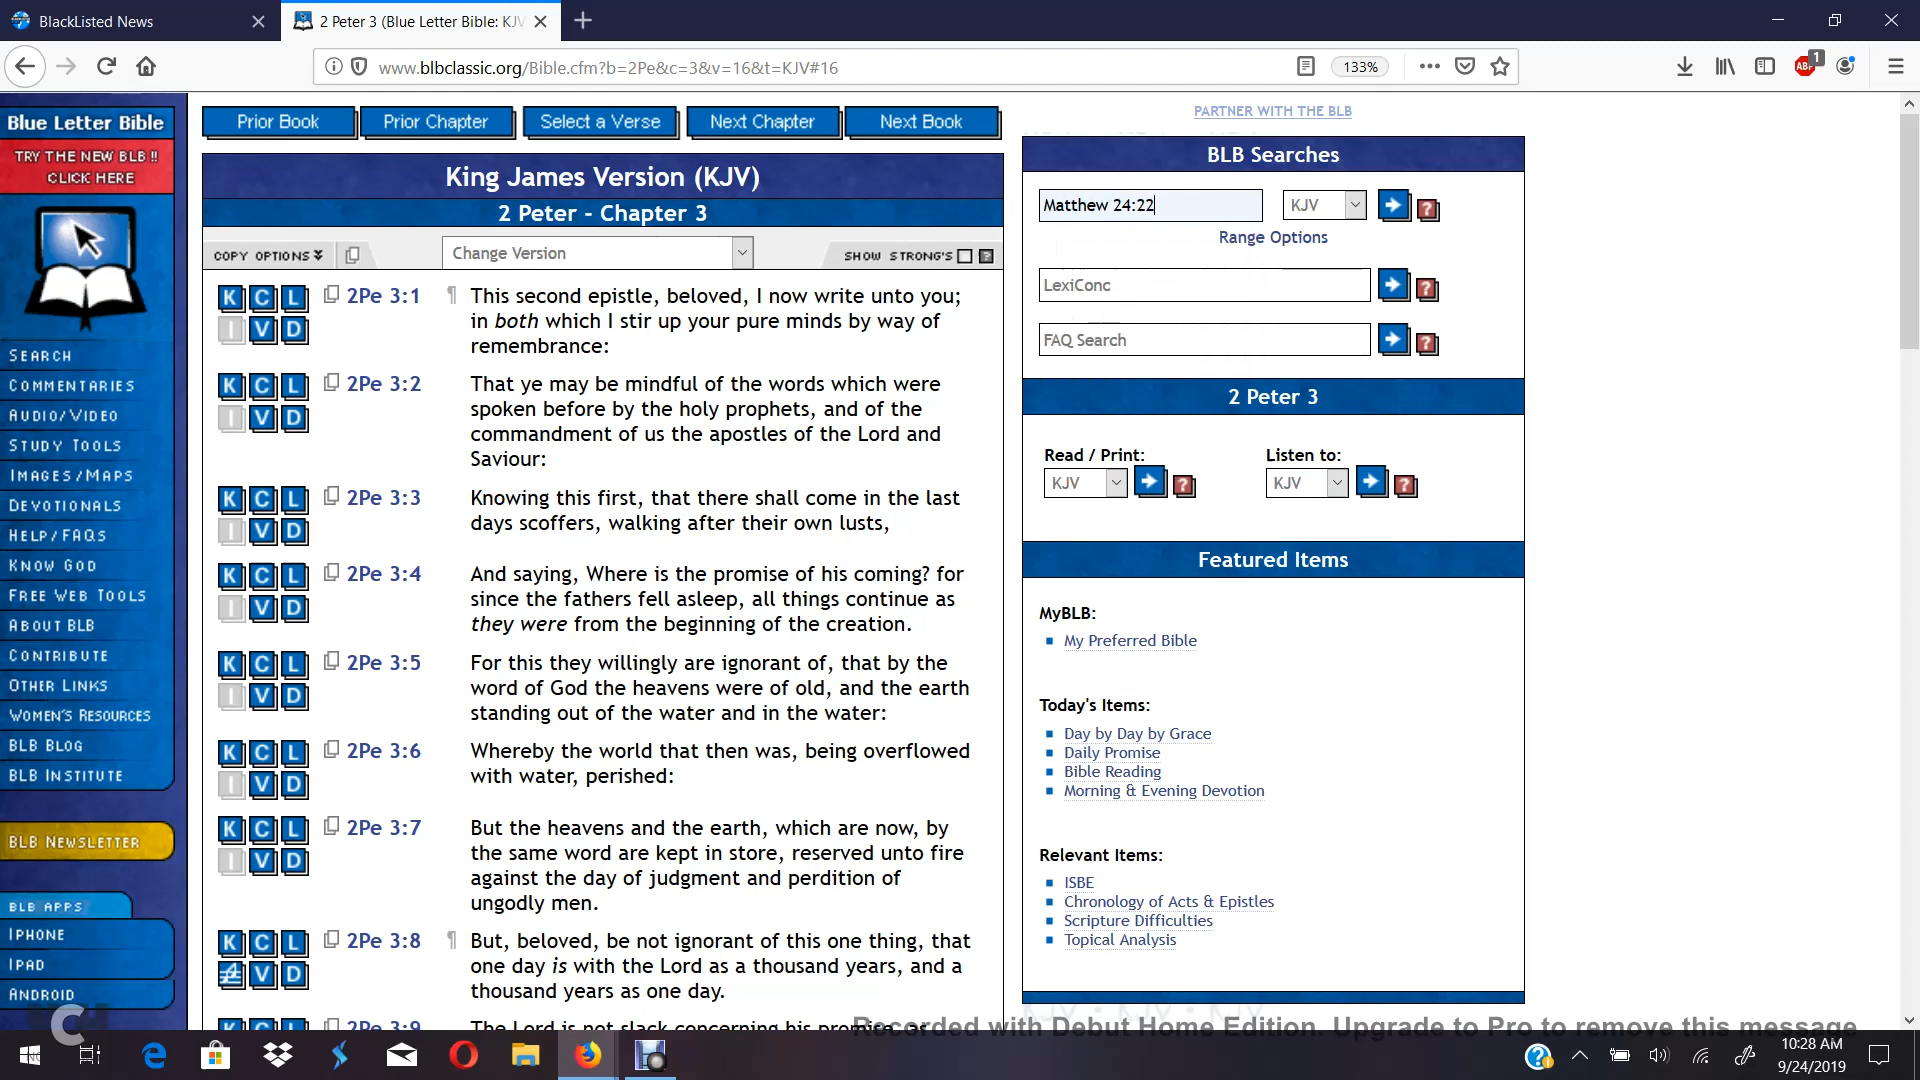 BlackListed News
2 Peter 3 (Blue Letter Bible: KJV
www.blbclassic.org/Bible.cfm?b=2Pe&c=3&v=16&t=KJV#16
133%
ABP
1
Blue Letter Bible
TRY THE NEW BLB !!
CLICK HERE
SEARCH
COMMENTARIES
AUDIO/VIDEO
STUDY TOOLS
IMAGES/MAPS
DEVOTIONALS
HELP/FAQS
KNOW GOD
FREE WEB TOOLS
ABOUT BLB
CONTRIBUTE
OTHER LINKS
WOMEN'S RESOURCES
BLB BLOG
BLB INSTITUTE
BLB NEWSLETTER
BLB APPS
IPHONE
IPAD
ANDROID
Prior Book
Prior Chapter
Select a Verse
Next Chapter
Next Book
King James Version (KJV)
2 Peter - Chapter 3
COPY OPTIONS
Change Version
SHOW STRONG'S
K C L 2Pe 3:1 ¶ This second epistle, beloved, I now write unto you;
I V D in both which I stir up your pure minds by way of
remembrance:
K C L 2Pe 3:2 That ye may be mindful of the words which were
I V D spoken before by the holy prophets, and of the
commandment of us the apostles of the Lord and
Saviour:
K C L 2Pe 3:3 Knowing this first, that there shall come in the last
I V D days scoffers, walking after their own lusts,
K C L 2Pe 3:4 And saying, Where is the promise of his coming? for
I V D since the fathers fell asleep, all things continue as
they were from the beginning of the creation.
K C L 2Pe 3:5 For this they willingly are ignorant of, that by the
I V D word of God the heavens were of old, and the earth
standing out of the water and in the water:
K C L 2Pe 3:6 Whereby the world that then was, being overflowed
I V D with water, perished:
K C L 2Pe 3:7 But the heavens and the earth, which are now, by
I V D the same word are kept in store, reserved unto fire
against the day of judgment and perdition of
ungodly men.
K C L 2Pe 3:8 ¶ But, beloved, be not ignorant of this one thing, that
V D one day is with the Lord as a thousand years, and a
thousand years as one day.
K C L 2Pe 3:9 The Lord is not slack concerning his promise, as
PARTNER WITH THE BLB
BLB Searches
Matthew 24:22
KJV
Range Options
LexiConc
FAQ Search
2 Peter 3
Read / Print:
KJV
Listen to:
KJV
Featured Items
MyBLB:
My Preferred Bible
Today's Items:
Day by Day by Grace
Daily Promise
Bible Reading
Morning & Evening Devotion
Relevant Items:
ISBE
Chronology of Acts & Epistles
Scripture Difficulties
Topical Analysis
Recorded with Debut Home Edition. Upgrade to Pro to remove this message
10:28 AM
9/24/2019